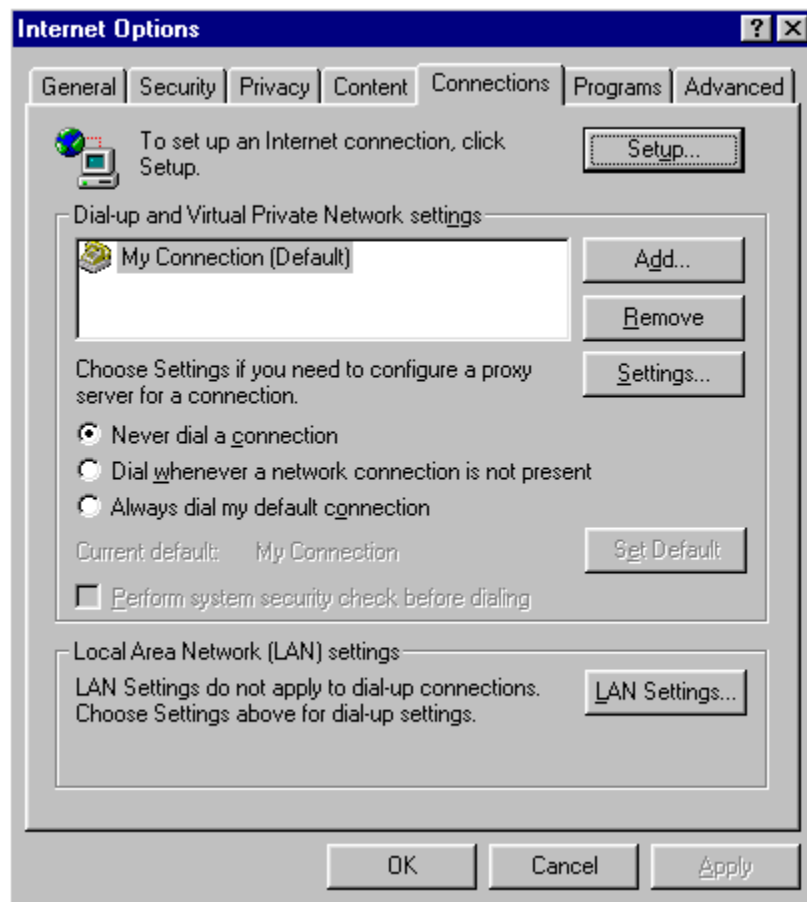 Internet Options
General Security Privacy Content Connections Programs Advanced
To set up an Internet connection, click
Setup.
Setup...
Dial-up and Virtual Private Network settings
My Connection (Default)
Add...
Remove
Choose Settings if you need to configure a proxy
server for a connection.
Settings...
Never dial a connection
Dial whenever a network connection is not present
Always dial my default connection
Current default: My Connection
Set Default
Perform system security check before dialing
Local Area Network (LAN) settings
LAN Settings do not apply to dial-up connections.
Choose Settings above for dial-up settings.
LAN Settings...
OK Cancel Apply